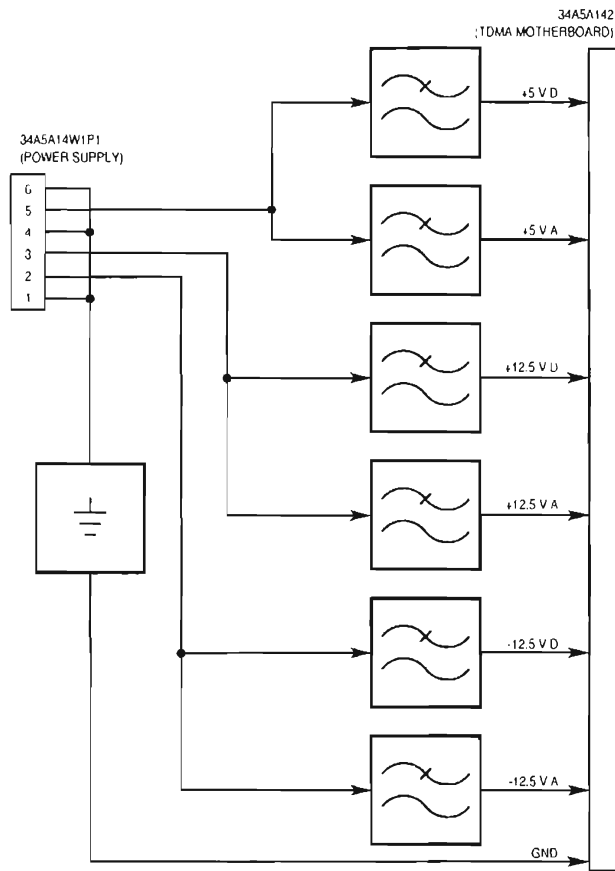 34A5A142
(TDMA MOTHERBOARD)
+5 V D
34A5A14W1P1
(POWER SUPPLY)
6
5
4
3
2
1
+5 V A
+12.5 V D
+12.5 V A
-12.5 V D
-12.5 V A
GND